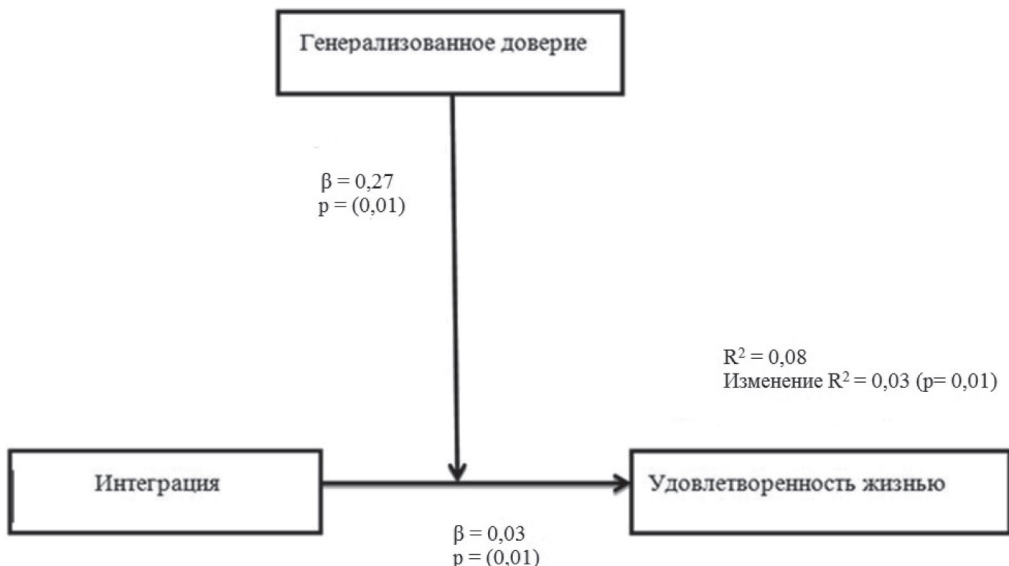 Генерализованное доверие
β = 0,27
p = (0,01)
R² = 0,08
Изменение R² = 0,03 (p= 0,01)
Интеграция
Удовлетворенность жизнью
β = 0,03
p = (0,01)